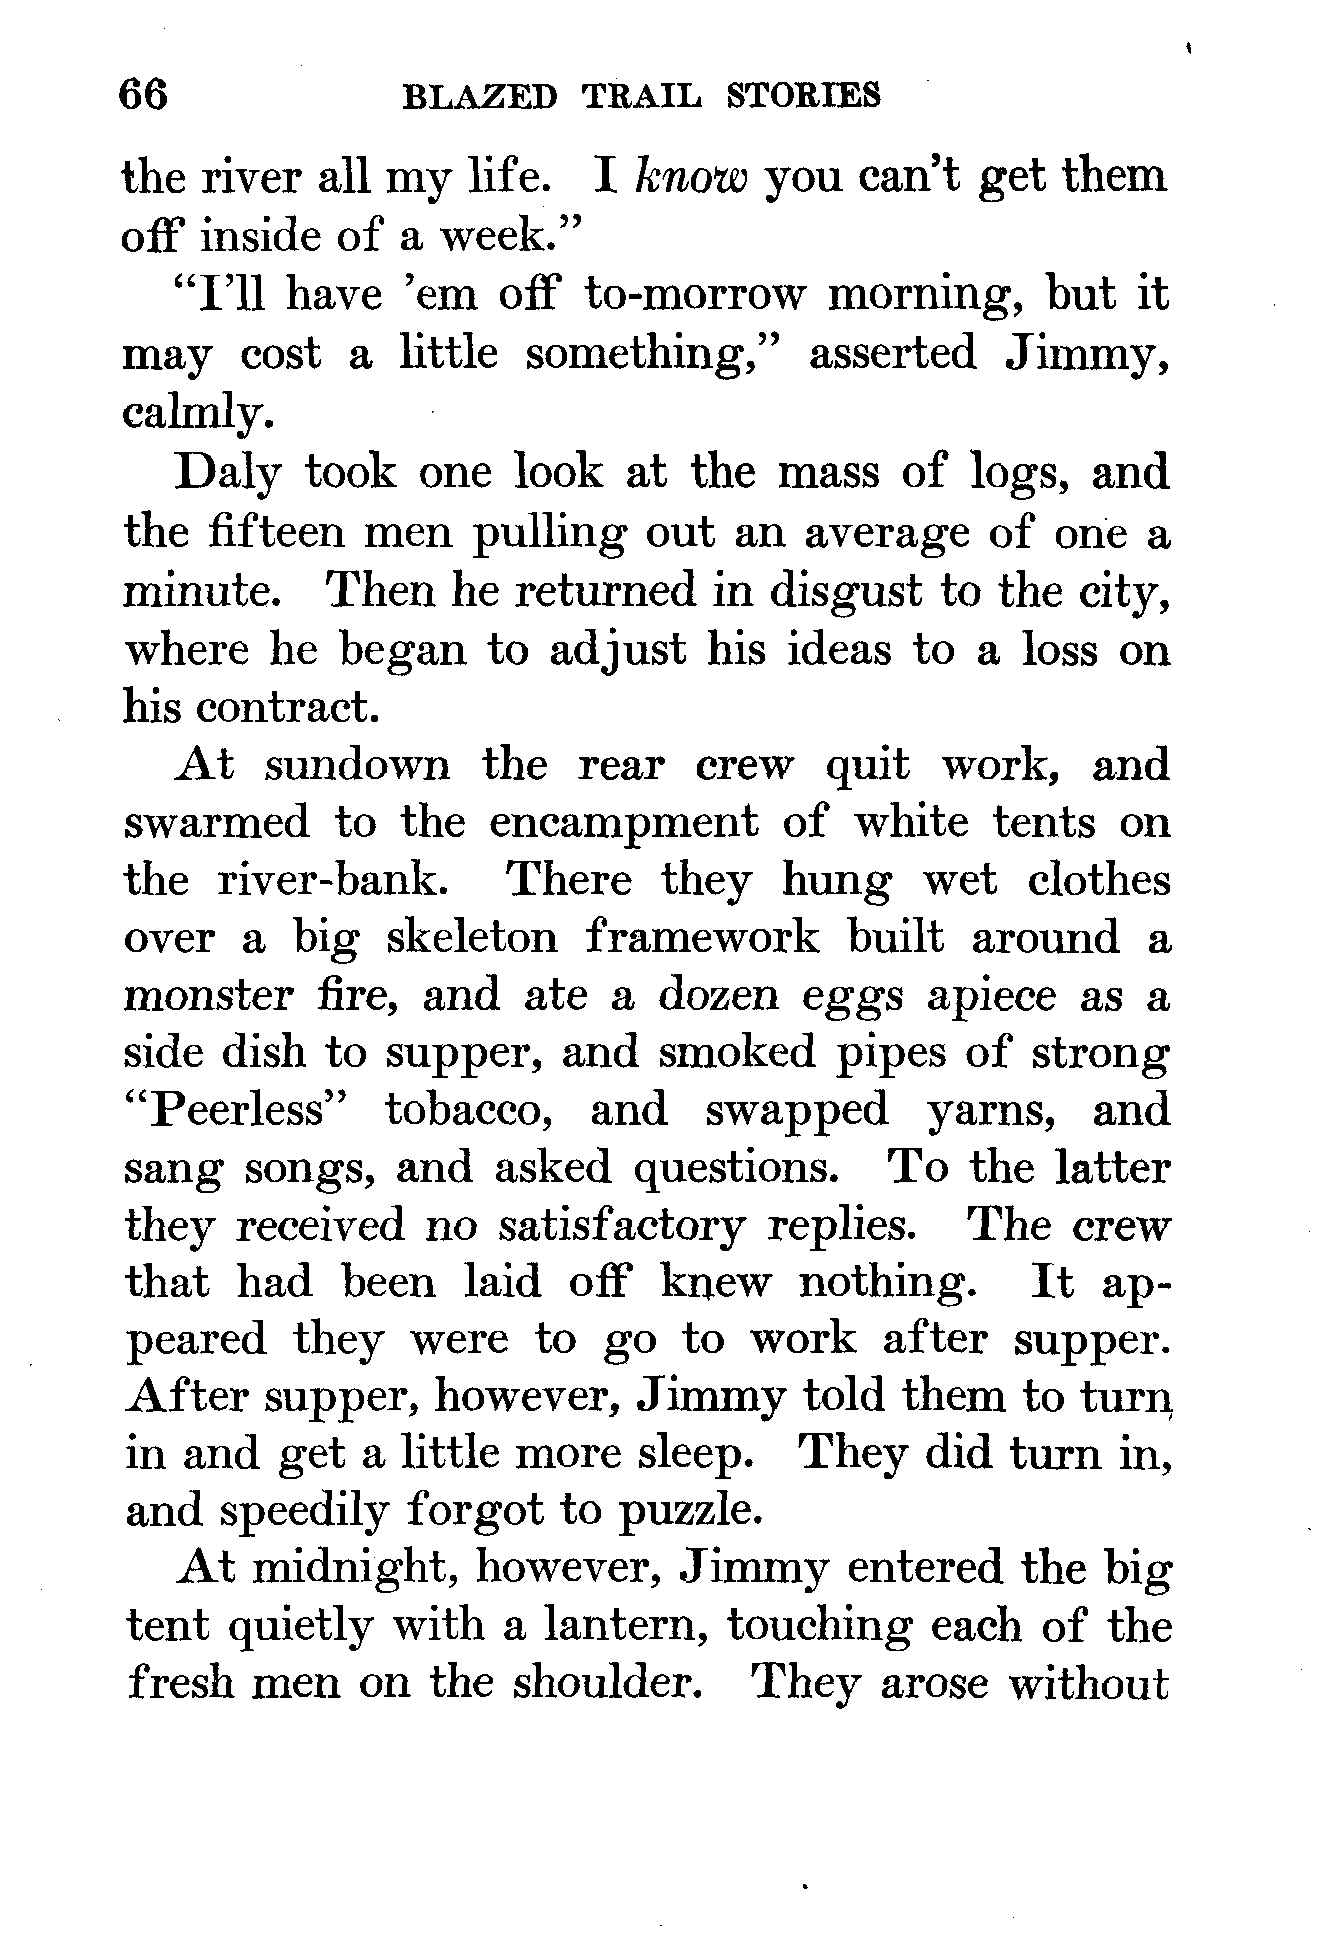 66 BLAZED TRAIL STORIES
the river all my life. I know you can't get them
off inside of a week.”
“I'll have 'em off to-morrow morning, but it
may cost a little something,” asserted Jimmy,
calmly.
Daly took one look at the mass of logs, and
the fifteen men pulling out an average of one a
minute. Then he returned in disgust to the city,
where he began to adjust his ideas to a loss on
his contract.
At sundown the rear crew quit work, and
swarmed to the encampment of white tents on
the river-bank. There they hung wet clothes
over a big skeleton framework built around a
monster fire, and ate a dozen eggs apiece as a
side dish to supper, and smoked pipes of strong
“Peerless” tobacco, and swapped yarns, and
sang songs, and asked questions. To the latter
they received no satisfactory replies. The crew
that had been laid off knew nothing. It ap-
peared they were to go to work after supper.
After supper, however, Jimmy told them to turn
in and get a little more sleep. They did turn in,
and speedily forgot to puzzle.
At midnight, however, Jimmy entered the big
tent quietly with a lantern, touching each of the
fresh men on the shoulder. They arose without